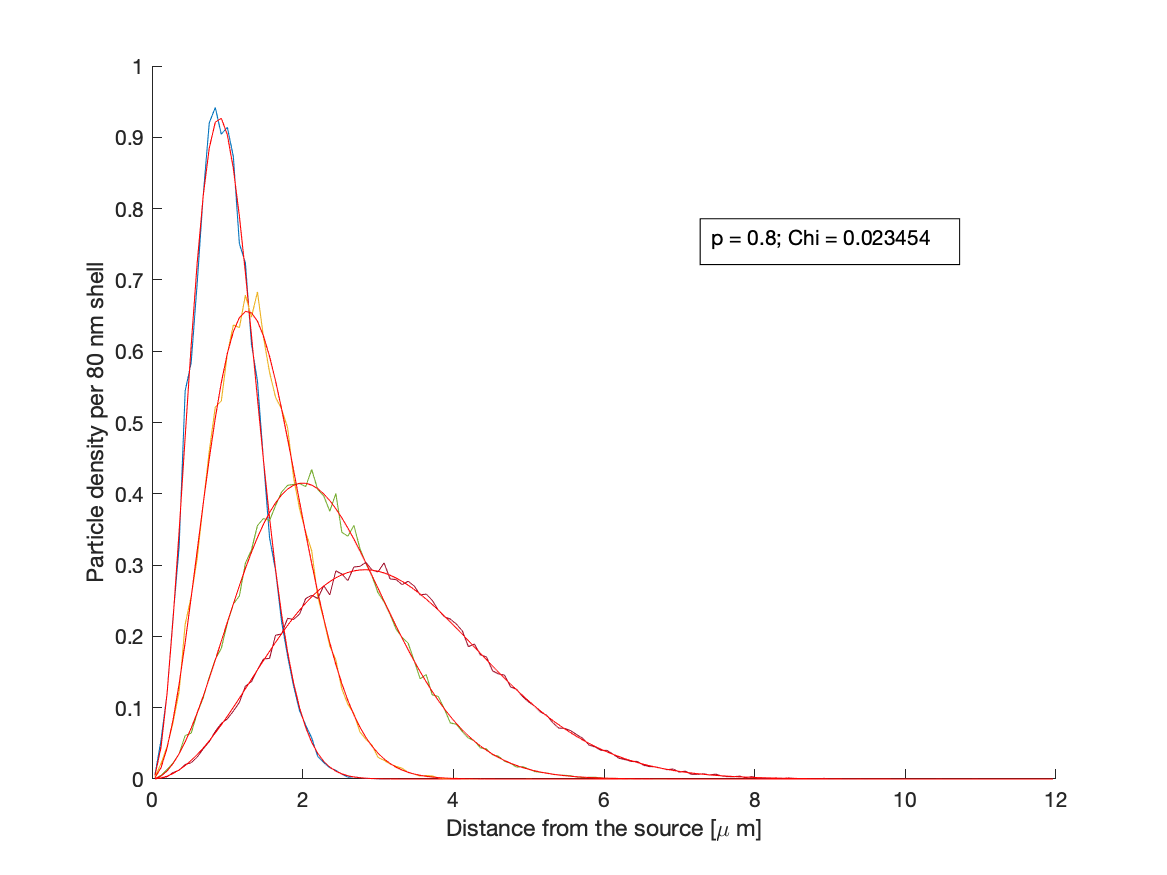 1
0.9
0.8
0.7
0.6
0.5
0.4
0.3
0.2
0.1
0
Particle density per 80 nm shell
p = 0.8; Chi = 0.023454
0 2 4 6 8 10 12
Distance from the source [μ m]